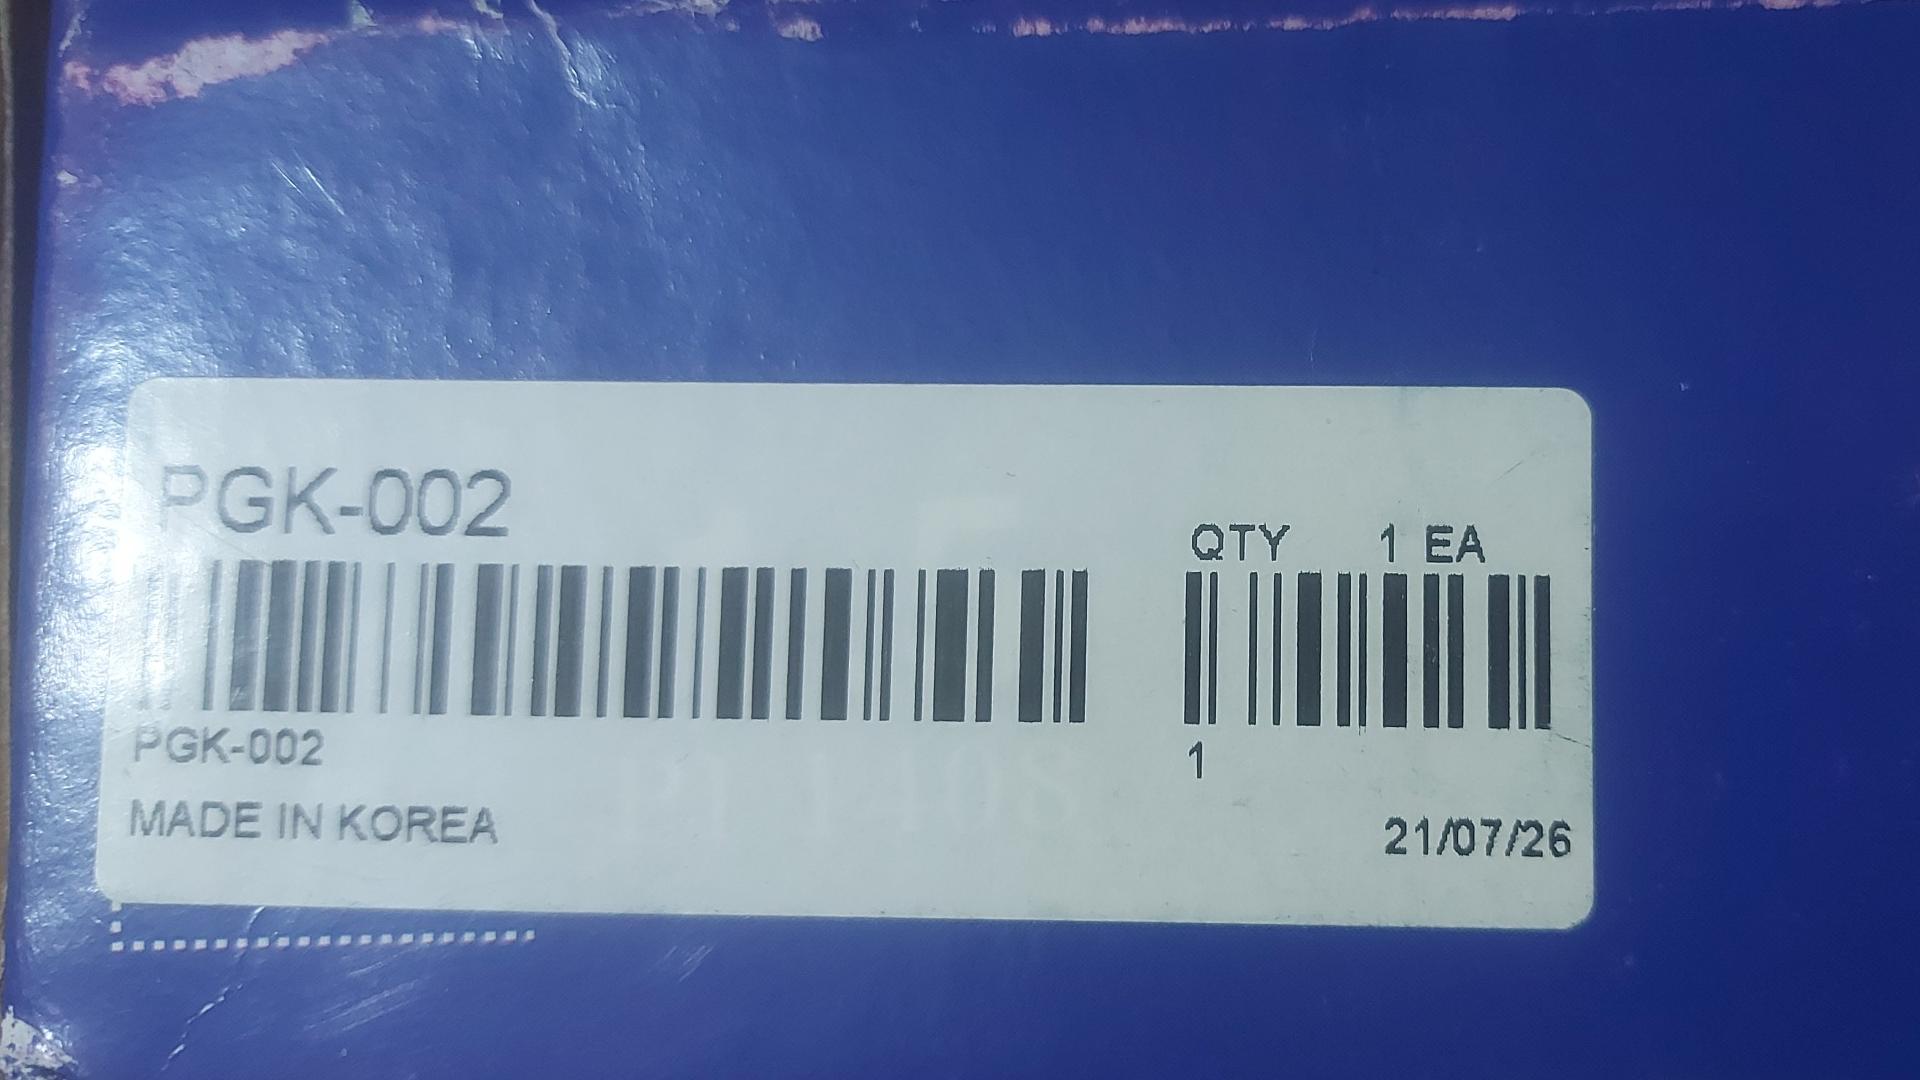 PGK-002
QTY 1 EA
PGK-002
1
MADE IN KOREA
21/07/26